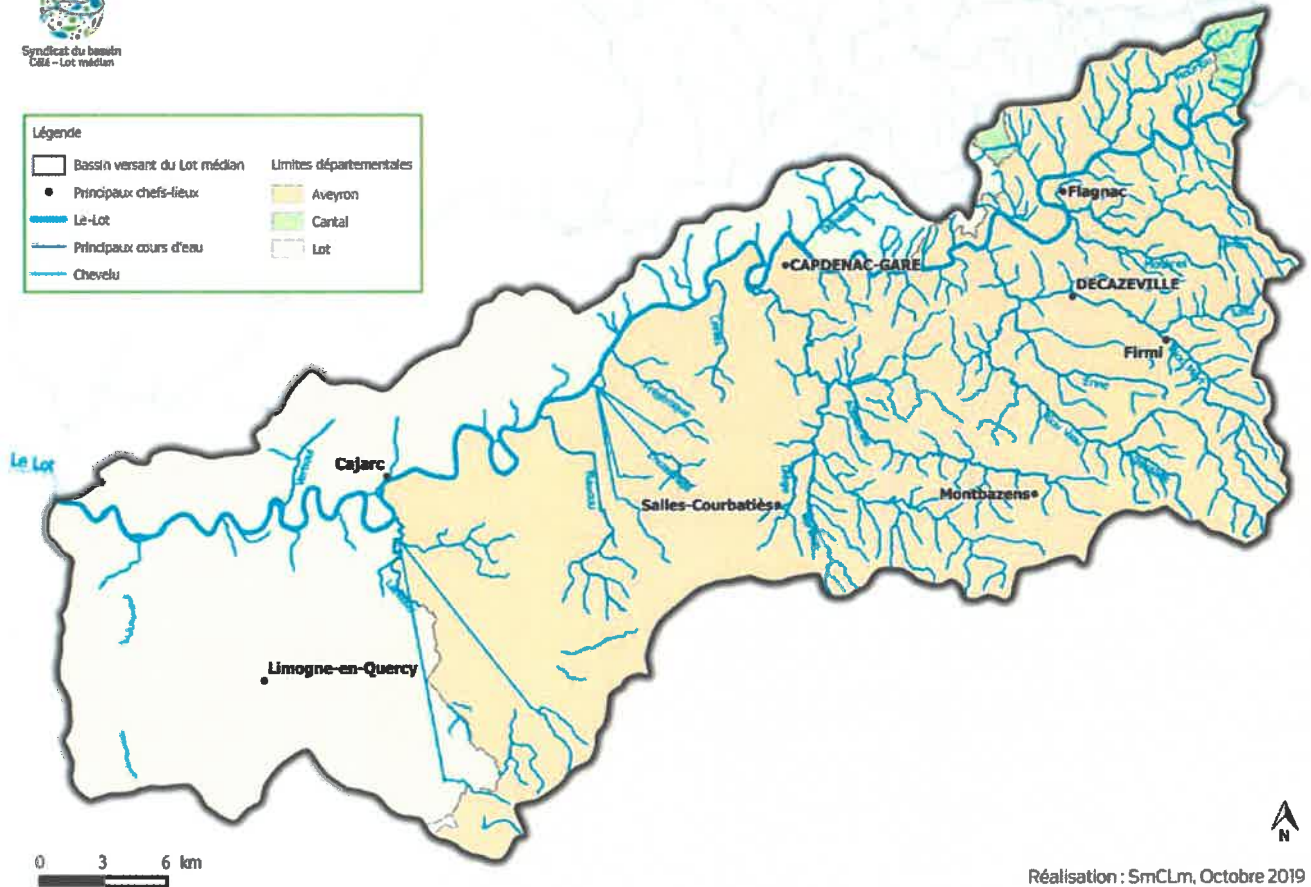 Syndicat du bassin
Célé – Lot médian
Légende
Bassin versant du Lot médian
Principaux chefs-lieux
Le-Lot
Principaux cours d'eau
Chevelu
Limites départementales
Aveyron
Cantal
Lot
Flagnac
CAPDENAC-GARE
DECAZEVILLE
Firmi
Enne
Le Lot
Cajarc
Salles-Courbatiès
Montbazens
Limogne-en-Quercy
0 3 6 km
N
Réalisation : SmCLm, Octobre 2019